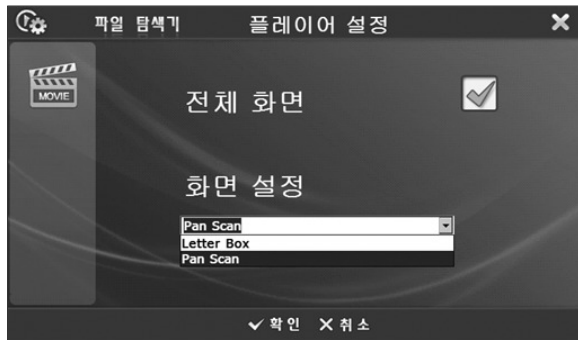 파일 탐색기 플레이어 설정
MOVIE
전체 화면
화면 설정
Pan Scan
Letter Box
Pan Scan
확인 취소